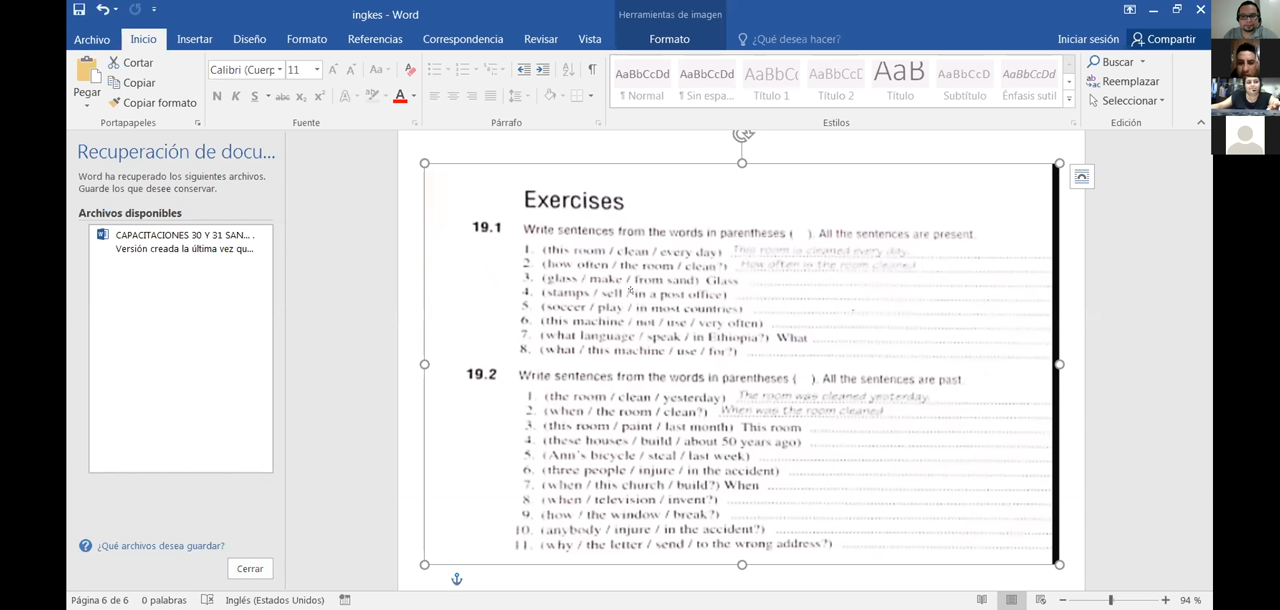 ingkes - Word
Herramientas de imagen
Archivo Inicio Insertar Diseño Formato Referencias Correspondencia Revisar Vista Formato ¿Qué desea hacer? Iniciar sesión Compartir
Pegar
Cortar
Copiar
Copiar formato
Portapapeles
Calibri (Cuerp 11
N K S abc x₂ x² A
Fuente
Párrafo
AaBbCcDd AaBbCcDd AaBbCc AaBbCcD AaB AaBbCcD AaBbCcDd
¶ Normal ¶ Sin espa... Título 1 Título 2 Título Subtítulo Énfasis sutil
Estilos
Buscar
Reemplazar
Seleccionar
Edición
Recuperación de docu...
Word ha recuperado los siguientes archivos.
Guarde los que desee conservar.
Archivos disponibles
CAPACITACIONES 30 Y 31 SAN... .
Versión creada la última vez qu...
¿Qué archivos desea guardar?
Cerrar
Exercises
19.1 Write sentences from the words in parentheses ( ). All the sentences are present.
1. (this room / clean / every day) This room is cleaned every day
2. (how often / the room / clean?) How often in the room cleaned
3. (glass / make / from sand) Glass
4. (stamps / sell / in a post office)
5. (soccer / play / in most countries)
6. (this machine / not / use / very often)
7. (what language / speak / in Ethiopia?) What
8. (what / this machine / use / for?)
19.2 Write sentences from the words in parentheses ( ). All the sentences are past.
1. (the room / clean / yesterday) The room was cleaned yesterday.
2. (when / the room / clean?) When was the room cleaned
3. (this room / paint / last month) This room
4. (these houses / build / about 50 years ago)
5. (Ann's bicycle / steal / last week)
6. (three people / injure / in the accident)
7. (when / this church / build?) When
8 (when / television / invent?)
9. (how / the window / break?)
10. (anybody / injure / in the accident?)
11. (why / the letter / send / to the wrong address?)
Página 6 de 6 0 palabras Inglés (Estados Unidos) 94 %